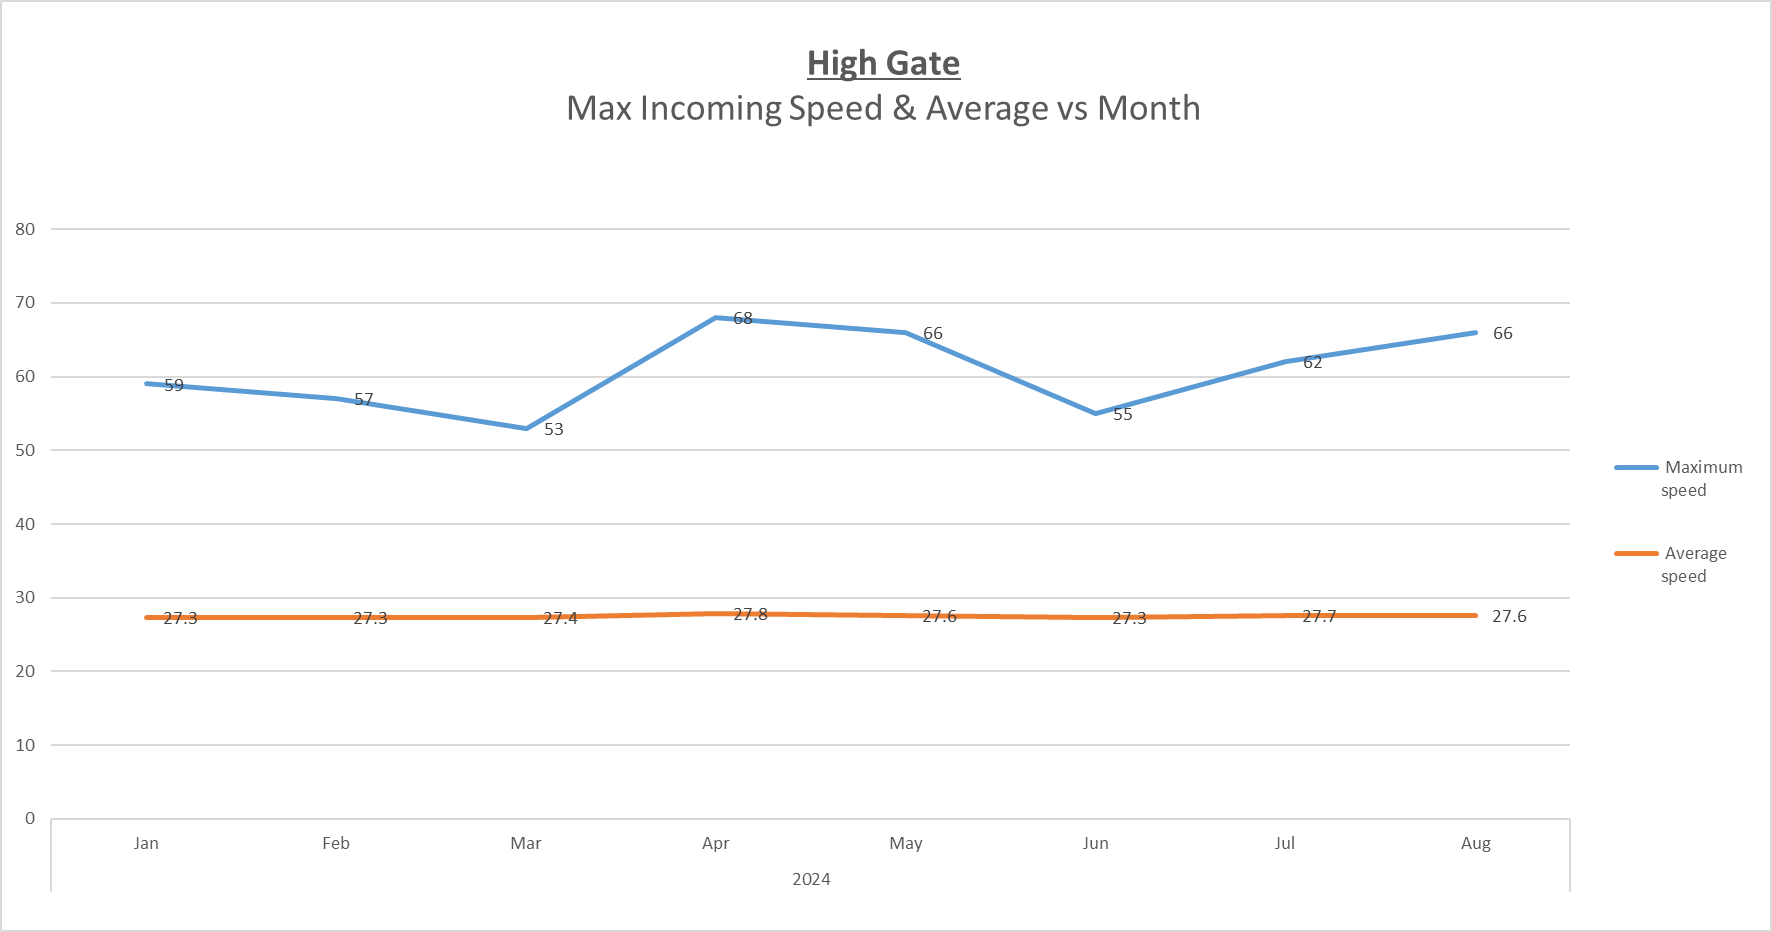 High Gate
Max Incoming Speed & Average vs Month
80
70
60
50
40
30
20
10
0
59
57
53
68
66
55
62
66
27.3
27.3
27.4
27.8
27.6
27.3
27.7
27.6
Jan
Feb
Mar
Apr
May
Jun
Jul
Aug
2024
Maximum
speed
Average
speed